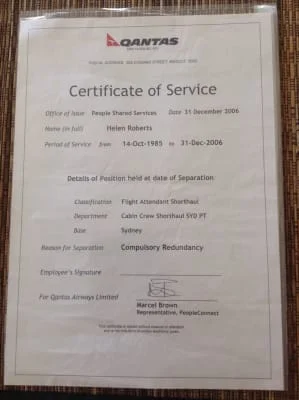 QANTAS
Certificate of Service
Office of Issue People Shared Services Date 31 December 2006
Name (in full) Helen Roberts
Period of Service from 14-Oct-1985 to 31-Dec-2006
Details of Position held at date of Separation
Classification Flight Attendant Shorthaul
Department Cabin Crew Shorthaul SYD PT
Base Sydney
Reason for Separation Compulsory Redundancy
Employee's Signature
For Qantas Airways Limited
Marcel Brown
Representative, PeopleConnect